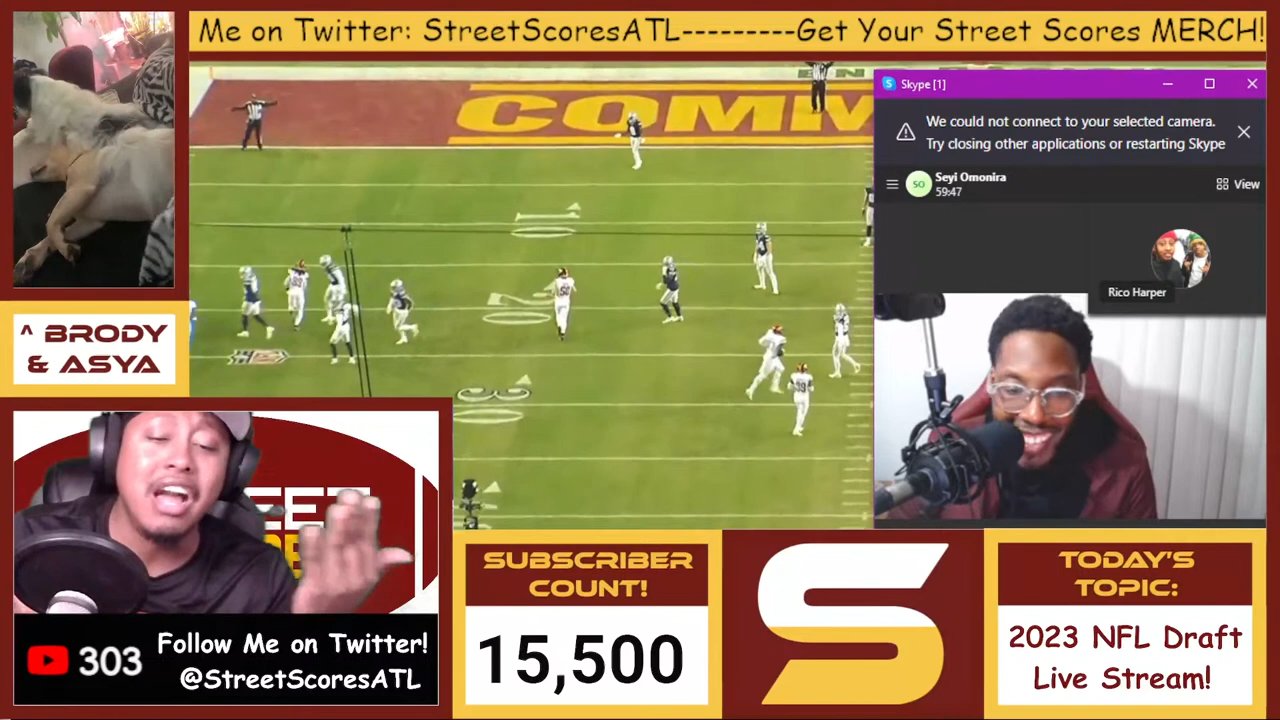 Me on Twitter: StreetScoresATL---------Get Your Street Scores MERCH!
COMM
Skype [1]
We could not connect to your selected camera.
Try closing other applications or restarting Skype
SO
Seyi Omonira
59:47
View
Rico Harper
^ BRODY
& ASYA
303
Follow Me on Twitter!
@StreetScoresATL
SUBSCRIBER
COUNT!
15,500
S
TODAY'S
TOPIC:
2023 NFL Draft
Live Stream!